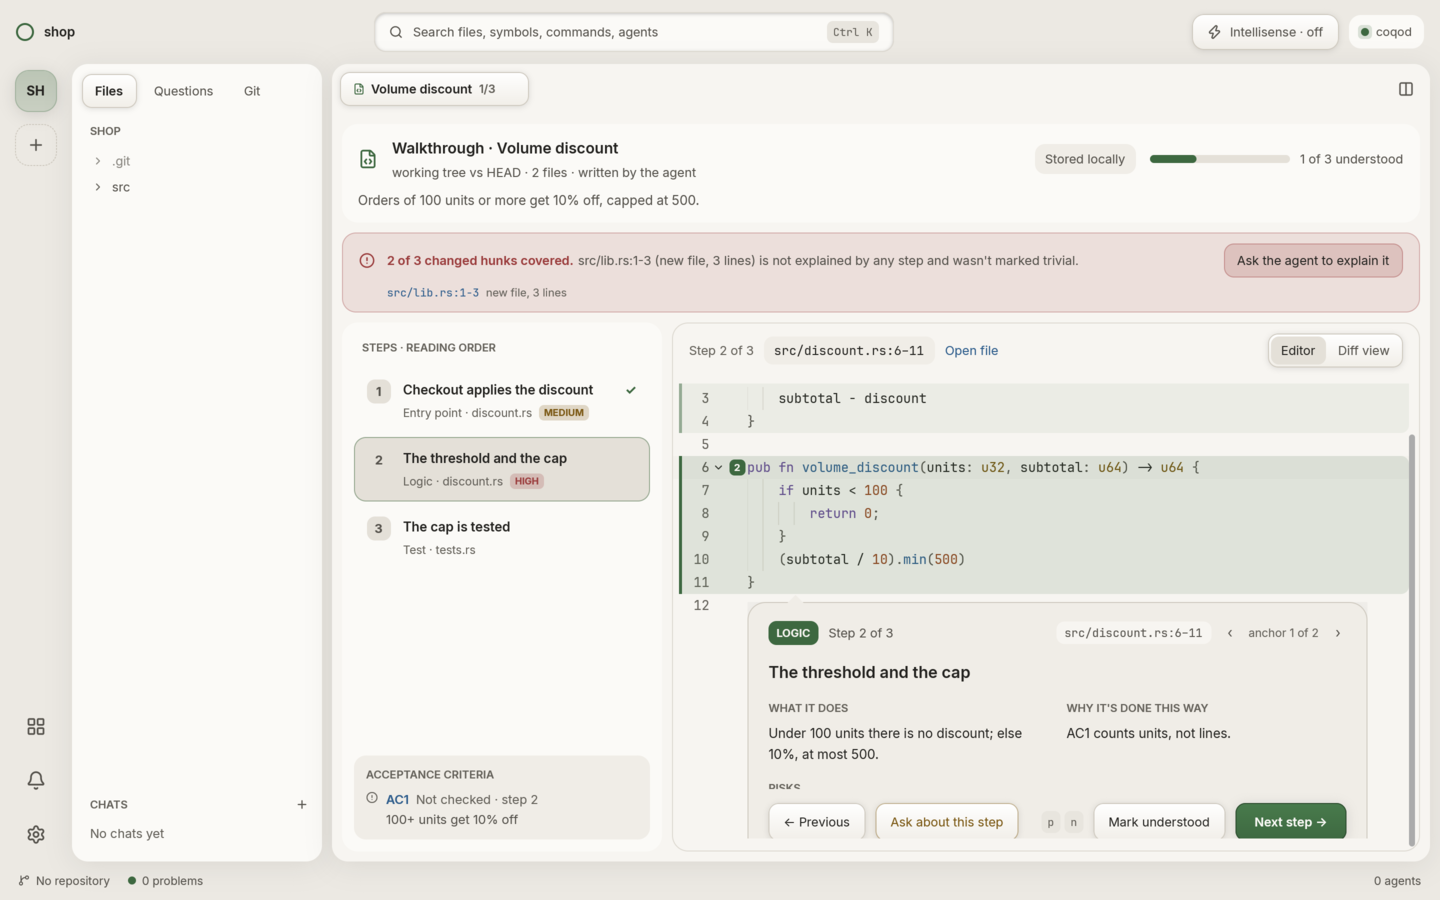 shop
Search files, symbols, commands, agents
Ctrl K
Intellisense · off
coqod
SH
Files Questions Git
SHOP
.git
src
CHATS
No chats yet
Volume discount 1/3
Walkthrough · Volume discount
working tree vs HEAD · 2 files · written by the agent
Stored locally
1 of 3 understood
Orders of 100 units or more get 10% off, capped at 500.
2 of 3 changed hunks covered. src/lib.rs:1-3 (new file, 3 lines) is not explained by any step and wasn't marked trivial.
Ask the agent to explain it
src/lib.rs:1-3 new file, 3 lines
STEPS · READING ORDER
1 Checkout applies the discount
Entry point · discount.rs MEDIUM
2 The threshold and the cap
Logic · discount.rs HIGH
3 The cap is tested
Test · tests.rs
ACCEPTANCE CRITERIA
AC1 Not checked · step 2
100+ units get 10% off
Step 2 of 3 src/discount.rs:6–11 Open file
Editor Diff view
3 subtotal - discount
4 }
5
6 2 pub fn volume_discount(units: u32, subtotal: u64) -> u64 {
7 if units < 100 {
8 return 0;
9 }
10 (subtotal / 10).min(500)
11 }
12
LOGIC Step 2 of 3 src/discount.rs:6–11 ‹ anchor 1 of 2 ›
The threshold and the cap
WHAT IT DOES
Under 100 units there is no discount; else
10%, at most 500.
WHY IT'S DONE THIS WAY
AC1 counts units, not lines.
RISKS
← Previous
Ask about this step
p n
Mark understood
Next step →
No repository
0 problems
0 agents